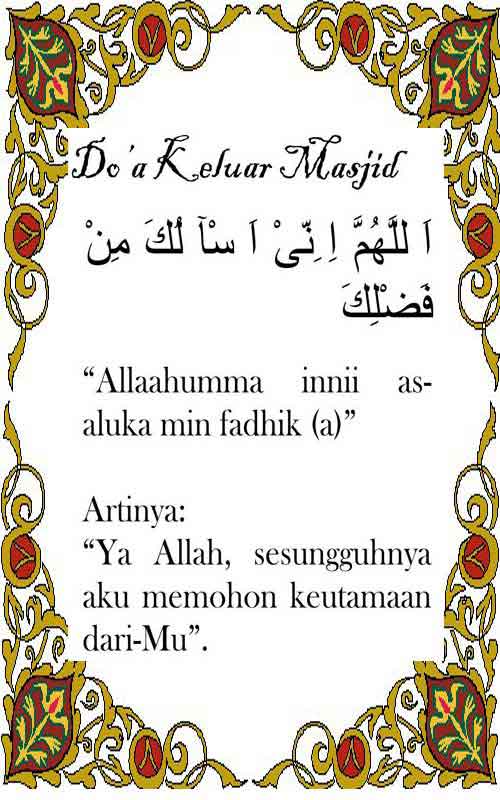 Do'a Keluar Masjid
اَ للَّهُمَّ اِ نِّىْ اَ سْآ لُكَ مِنْ
فَضْلِكَ
“Allaahumma innii as-
aluka min fadhik (a)”
Artinya:
“Ya Allah, sesungguhnya
aku memohon keutamaan
dari-Mu”.